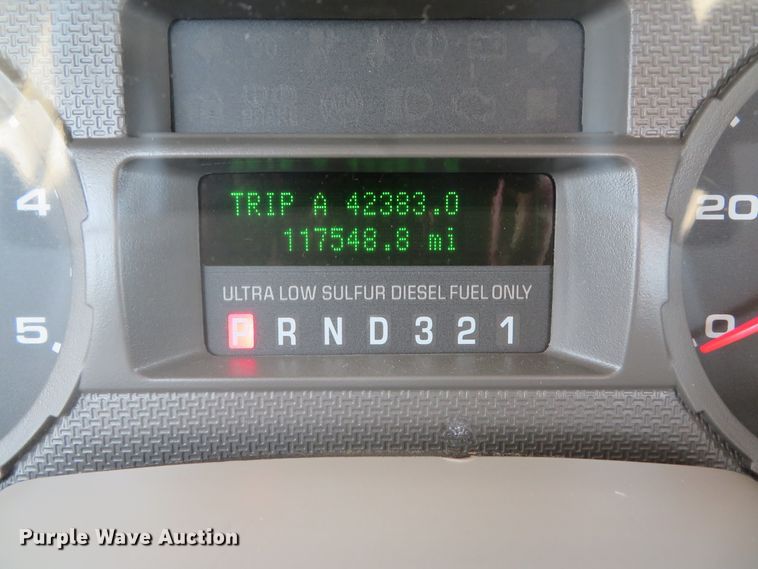 TRIP A 42383.0
117548.8 mi
4
20
ULTRA LOW SULFUR DIESEL FUEL ONLY
P R N D 3 2 1
5
0
Purple Wave Auction